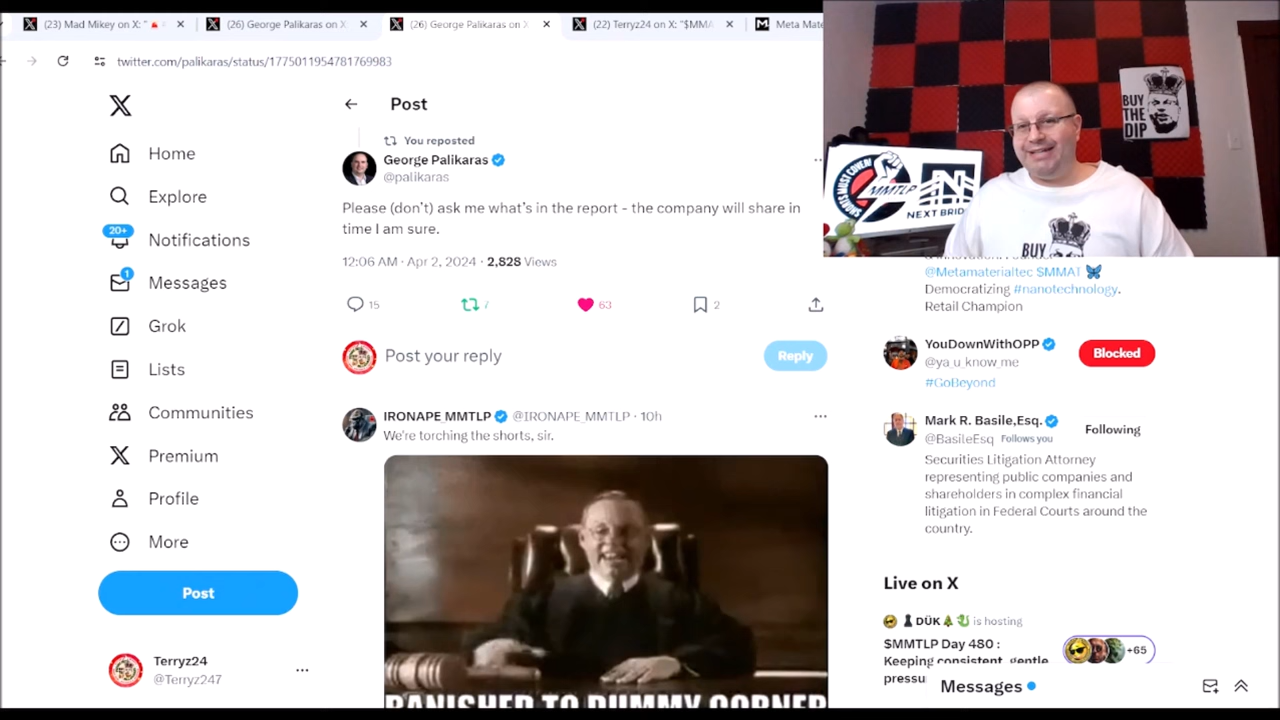 (23) Mad Mikey on X: "
(26) George Palikaras on X
(26) George Palikaras on X
(22) Terryz24 on X: "$MMA
Meta Mate
twitter.com/palikaras/status/1775011954781769983
Home
Explore
20+
Notifications
1
Messages
Grok
Lists
Communities
Premium
Profile
More
Post
Terryz24
@Terryz247
Post
You reposted
George Palikaras
@palikaras
Please (don't) ask me what's in the report - the company will share in
time I am sure.
12:06 AM · Apr 2, 2024 · 2,828 Views
15
7
63
2
Post your reply
Reply
IRONAPE_MMTLP @IRONAPE_MMTLP · 10h
We're torching the shorts, sir.
BANISHED TO DUMMY CORNER
SHORTS MUST COVER!
MMTLP
NEXT BRID
BUY
THE
DIP
BUY
@Metamaterialtec $MMAT
Democratizing #nanotechnology.
Retail Champion
YouDownWithOPP
@ya_u_know_me
#GoBeyond
Blocked
Mark R. Basile,Esq.
@BasileEsq Follows you
Following
Securities Litigation Attorney
representing public companies and
shareholders in complex financial
litigation in Federal Courts around the
country.
Live on X
DÜK is hosting
$MMTLP Day 480 :
Keeping consistent, gentle
pressu
+65
Messages